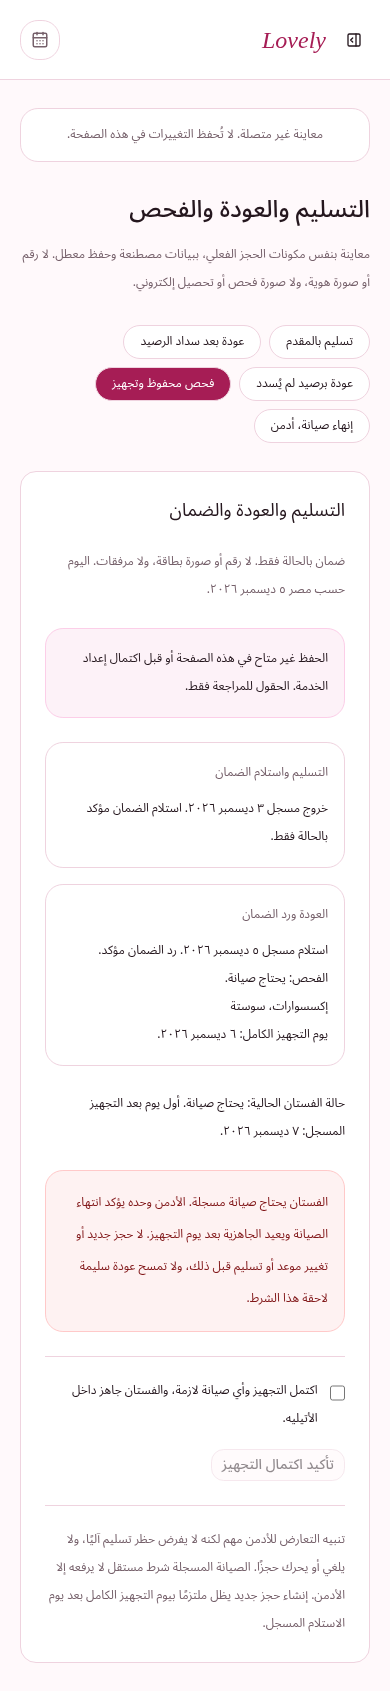 Lovely
معاينة غير متصلة. لا تُحفظ التغييرات في هذه الصفحة.
التسليم والعودة والفحص
معاينة بنفس مكونات الحجز الفعلي، ببيانات مصطنعة وحفظ معطل. لا رقم
أو صورة هوية، ولا صورة فحص أو تحصيل إلكتروني.
تسليم بالمقدم
عودة بعد سداد الرصيد
عودة برصيد لم يُسدد
فحص محفوظ وتجهيز
إنهاء صيانة، أدمن
التسليم والعودة والضمان
ضمان بالحالة فقط. لا رقم أو صورة بطاقة، ولا مرفقات. اليوم
حسب مصر ٥ ديسمبر ٢٠٢٦.
الحفظ غير متاح في هذه الصفحة أو قبل اكتمال إعداد
الخدمة. الحقول للمراجعة فقط.
التسليم واستلام الضمان
خروج مسجل ٣ ديسمبر ٢٠٢٦. استلام الضمان مؤكد
بالحالة فقط.
العودة ورد الضمان
استلام مسجل ٥ ديسمبر ٢٠٢٦. رد الضمان مؤكد.
الفحص: يحتاج صيانة.
إكسسوارات، سوستة
يوم التجهيز الكامل: ٦ ديسمبر ٢٠٢٦.
حالة الفستان الحالية: يحتاج صيانة. أول يوم بعد التجهيز
المسجل: ٧ ديسمبر ٢٠٢٦.
الفستان يحتاج صيانة مسجلة. الأدمن وحده يؤكد انتهاء
الصيانة ويعيد الجاهزية بعد يوم التجهيز. لا حجز جديد أو
تغيير موعد أو تسليم قبل ذلك، ولا تمسح عودة سليمة
لاحقة هذا الشرط.
اكتمل التجهيز وأي صيانة لازمة، والفستان جاهز داخل
الأتيليه.
تأكيد اكتمال التجهيز
تنبيه التعارض للأدمن مهم لكنه لا يفرض حظر تسليم آليًا، ولا
يلغي أو يحرك حجزًا. الصيانة المسجلة شرط مستقل لا يرفعه إلا
الأدمن. إنشاء حجز جديد يظل ملتزمًا بيوم التجهيز الكامل بعد يوم
الاستلام المسجل.